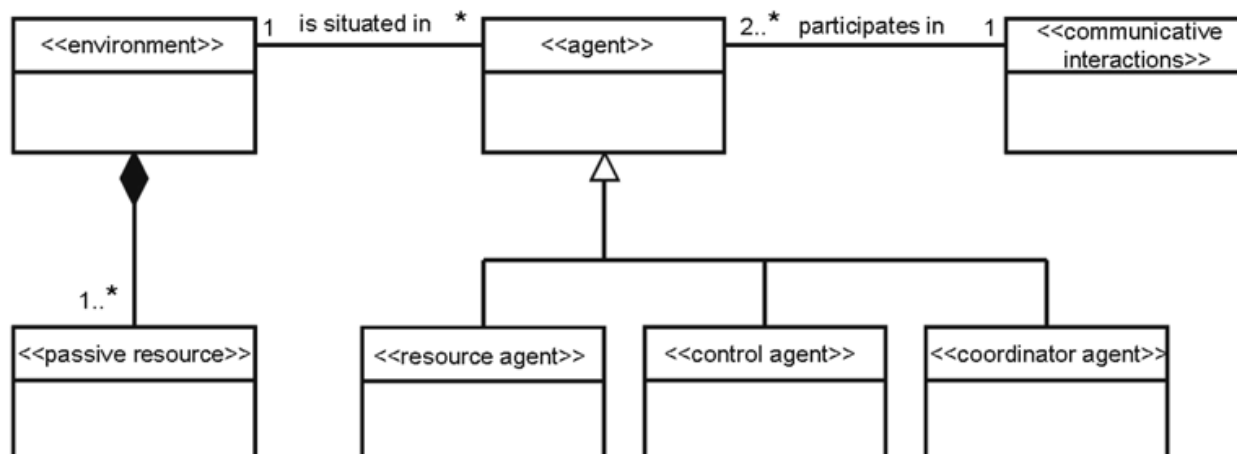 <<environment>>
1 is situated in *
<<agent>>
2..* participates in 1
<<communicative
interactions>>
1..*
<<passive resource>>
<<resource agent>>
<<control agent>>
<<coordinator agent>>